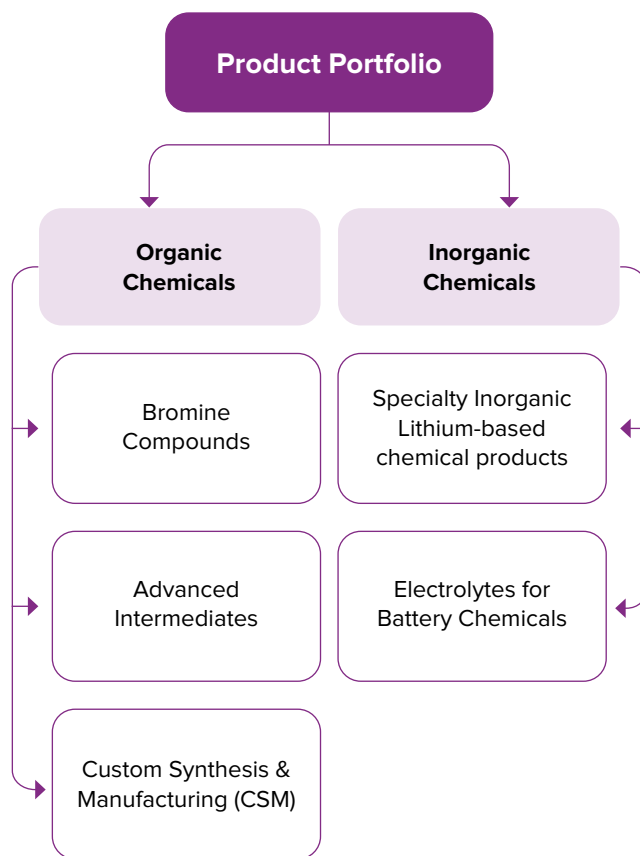 Product Portfolio
Organic
Chemicals
Inorganic
Chemicals
Bromine
Compounds
Specialty Inorganic
Lithium-based
chemical products
Advanced
Intermediates
Electrolytes for
Battery Chemicals
Custom Synthesis &
Manufacturing (CSM)